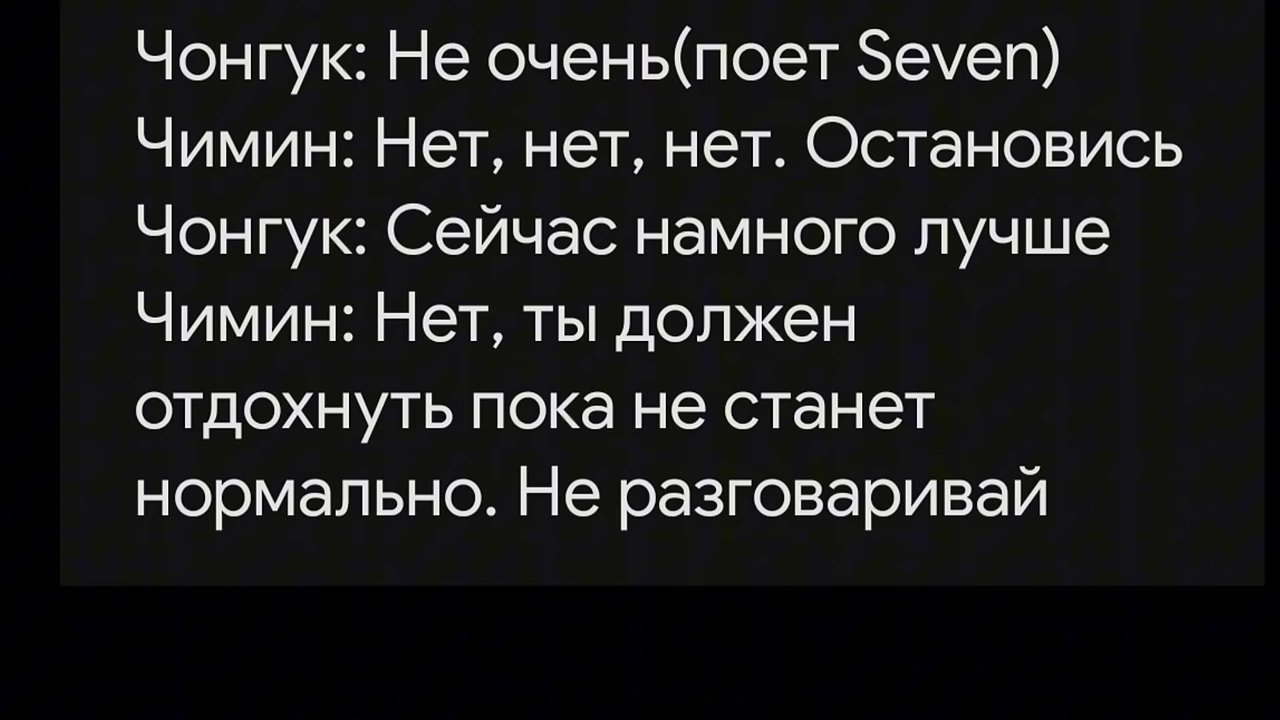 Чонгук: Не очень(поет Seven)
Чимин: Нет, нет, нет. Остановись
Чонгук: Сейчас намного лучше
Чимин: Нет, ты должен
отдохнуть пока не станет
нормально. Не разговаривай